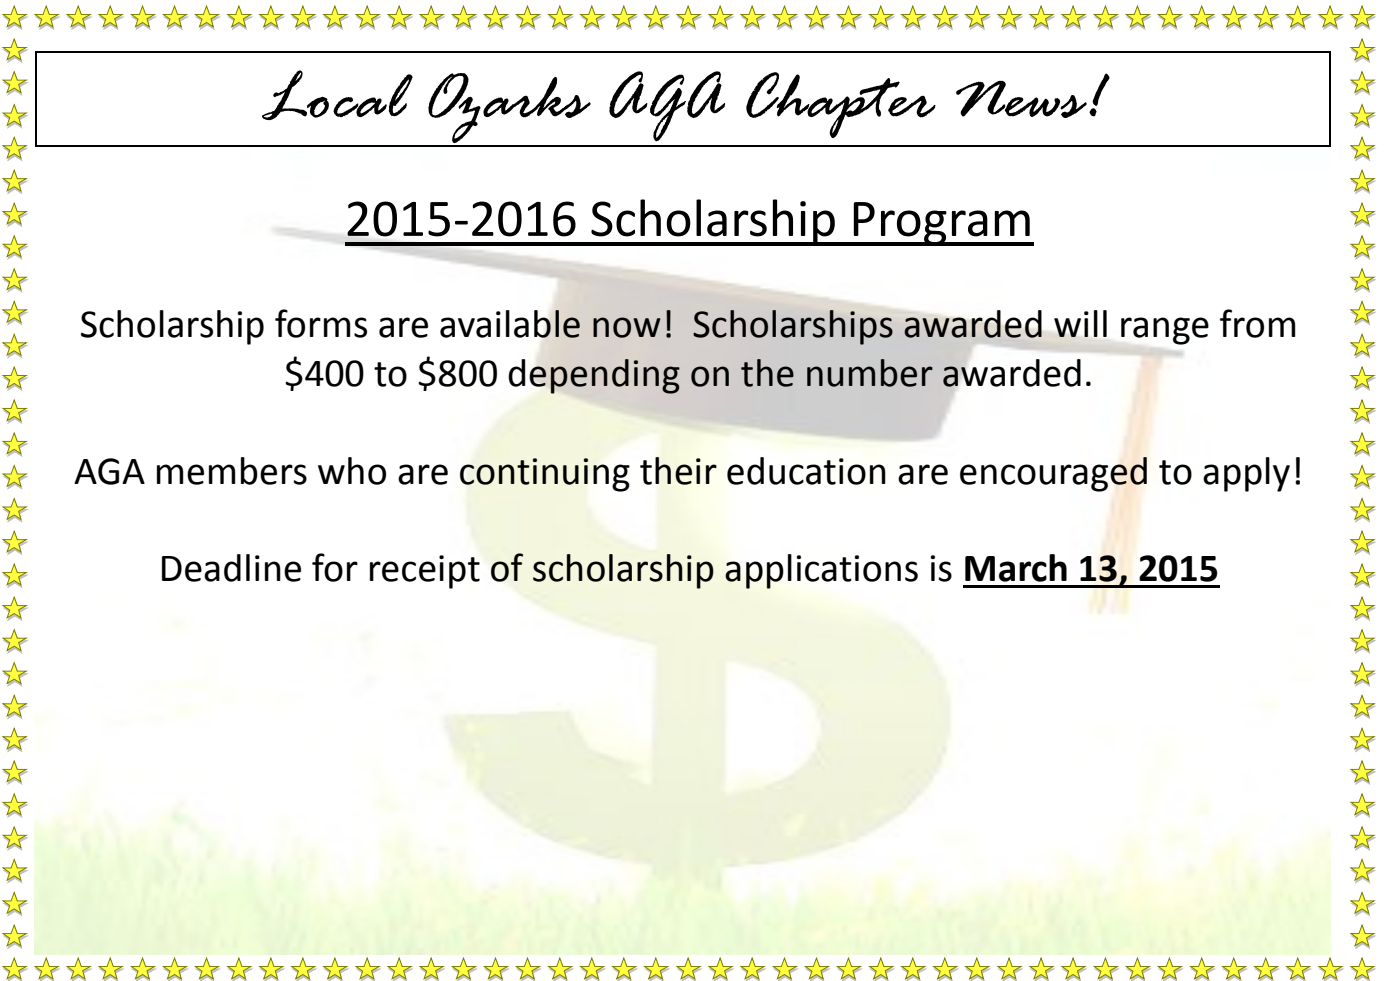 Local Ozarks AGA Chapter News!
2015-2016 Scholarship Program
Scholarship forms are available now!  Scholarships awarded will range from
$400 to $800 depending on the number awarded.
AGA members who are continuing their education are encouraged to apply!
Deadline for receipt of scholarship applications is March 13, 2015